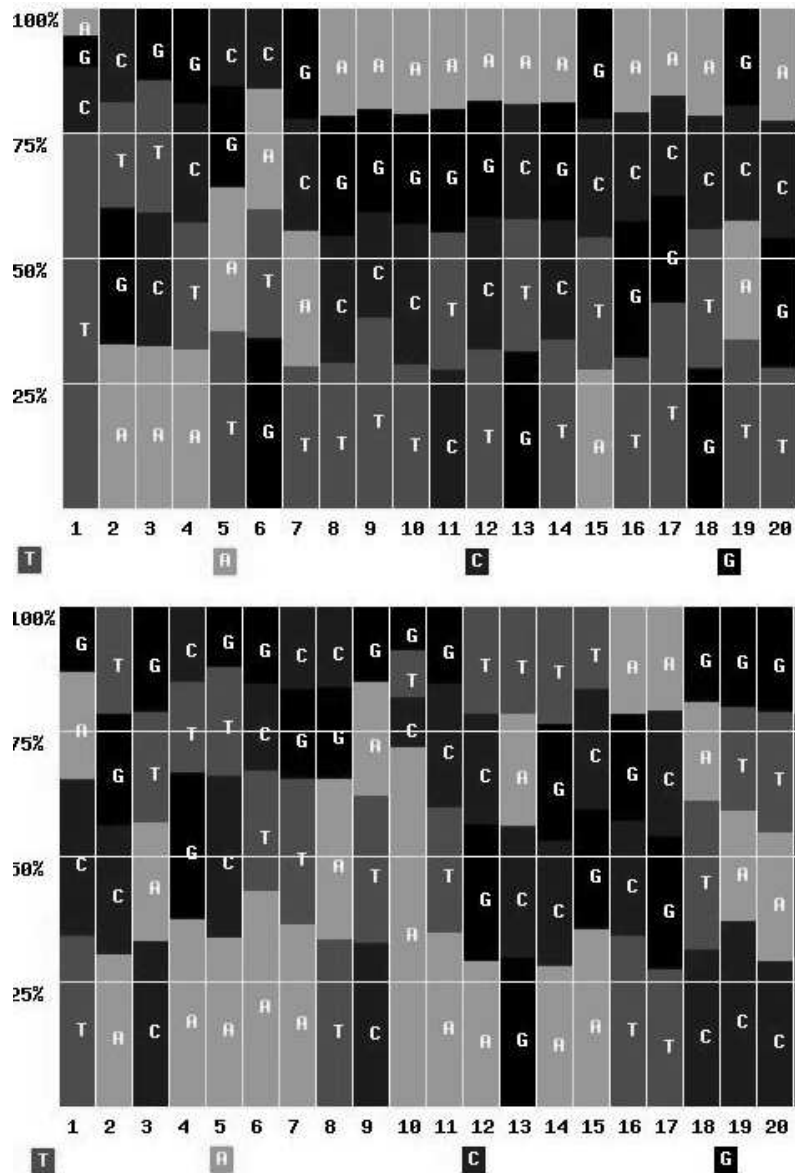 100%
A C G G C C G A A A A A A A G A A A G A
G T T C G A C G G G G G C G C C C C C C
75%
C G C T A T A C C C T C T C T G G T A G
50%
T A A A T G T T T T C T G T A T T G T T
25%
1 2 3 4 5 6 7 8 9 10 11 12 13 14 15 16 17 18 19 20
T A C G
100%
G T G C G G C C G G G T T T T A A G G G
A G T T T C G G A T C C A G C G C A T T
75%
C C A G C T T A T C T G C C G C G T A A
50%
T A C A A A A T C A A A G A A T T C C C
25%
1 2 3 4 5 6 7 8 9 10 11 12 13 14 15 16 17 18 19 20
T A C G